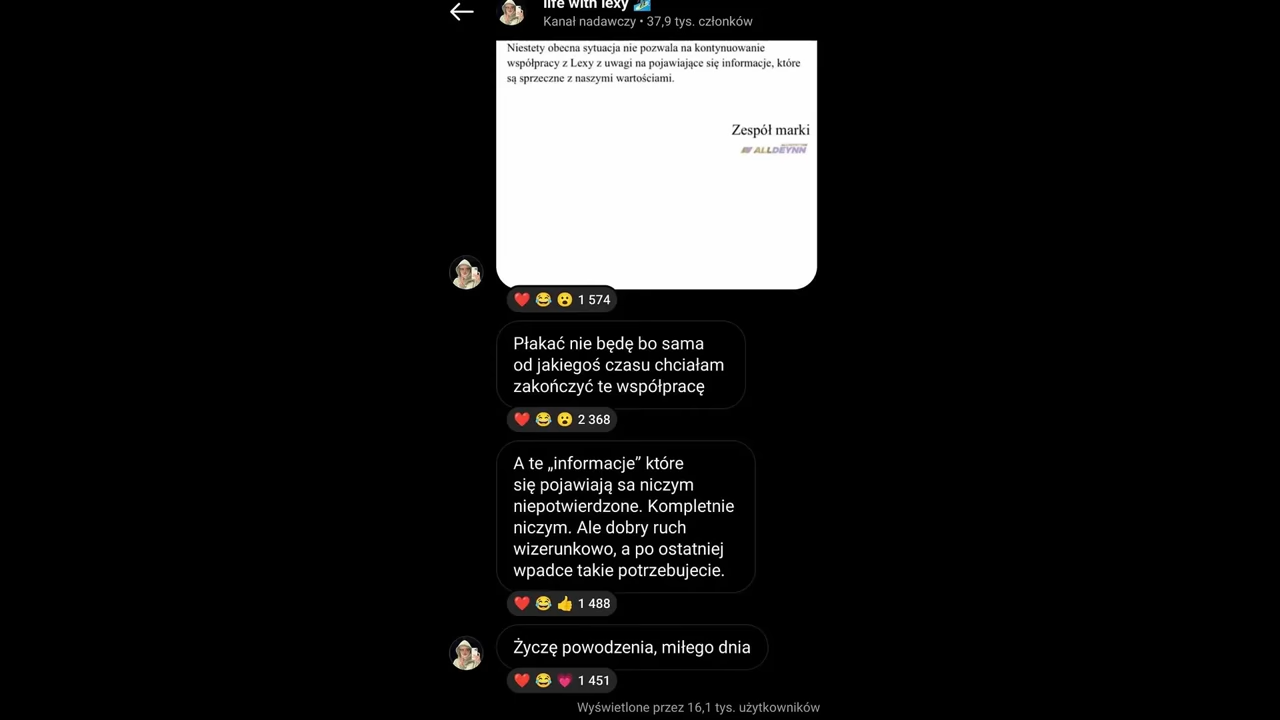 life with lexy
Kanał nadawczy • 37,9 tys. członków
Niestety obecna sytuacja nie pozwala na kontynuowanie
współpracy z Lexy z uwagi na pojawiające się informacje, które
są sprzeczne z naszymi wartościami.
Zespół marki
ALLDEYNN
1 574
Płakać nie będę bo sama
od jakiegoś czasu chciałam
zakończyć te współpracę
2 368
A te „informacje” które
się pojawiają sa niczym
niepotwierdzone. Kompletnie
niczym. Ale dobry ruch
wizerunkowo, a po ostatniej
wpadce takie potrzebujecie.
1 488
Życzę powodzenia, miłego dnia
1 451
Wyświetlone przez 16,1 tys. użytkowników